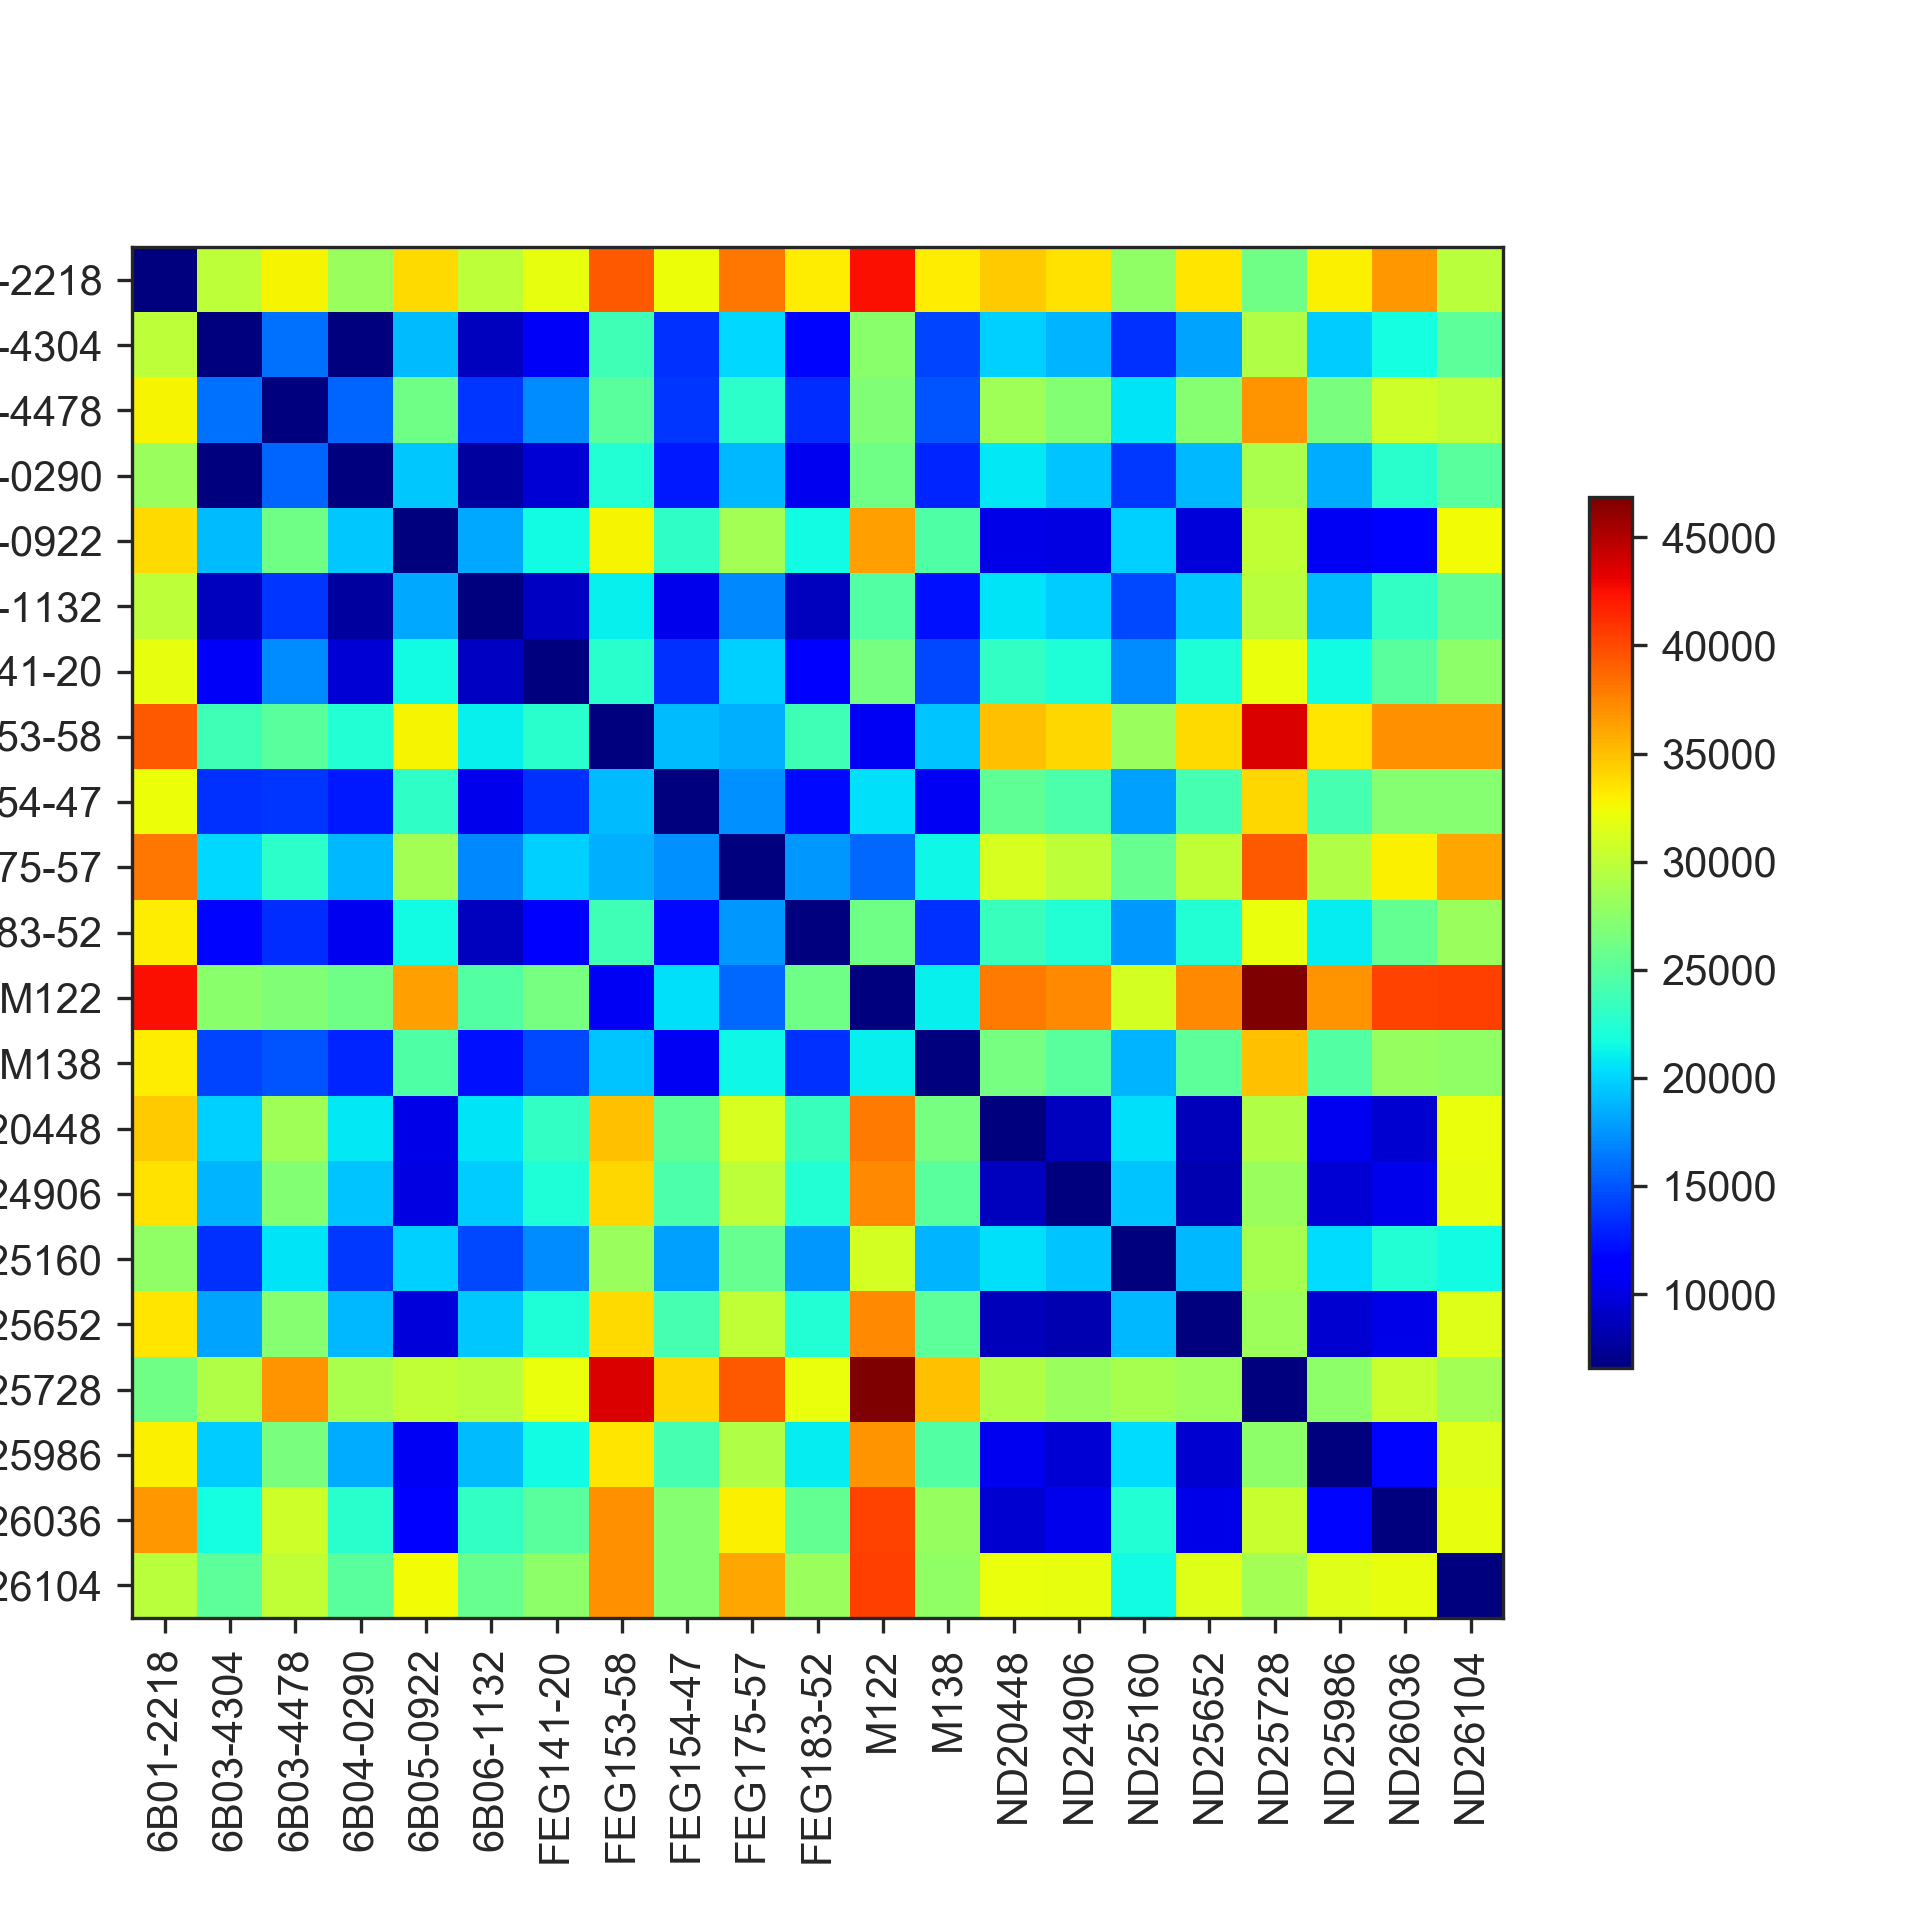 -2218
-4304
-4478
-0290
-0922
-1132
41-20
53-58
54-47
75-57
83-52
M122
M138
20448
24906
25160
25652
25728
25986
26036
26104
6B01-2218
6B03-4304
6B03-4478
6B04-0290
6B05-0922
6B06-1132
FEG141-20
FEG153-58
FEG154-47
FEG175-57
FEG183-52
M122
M138
ND20448
ND24906
ND25160
ND25652
ND25728
ND25986
ND26036
ND26104
45000
40000
35000
30000
25000
20000
15000
10000